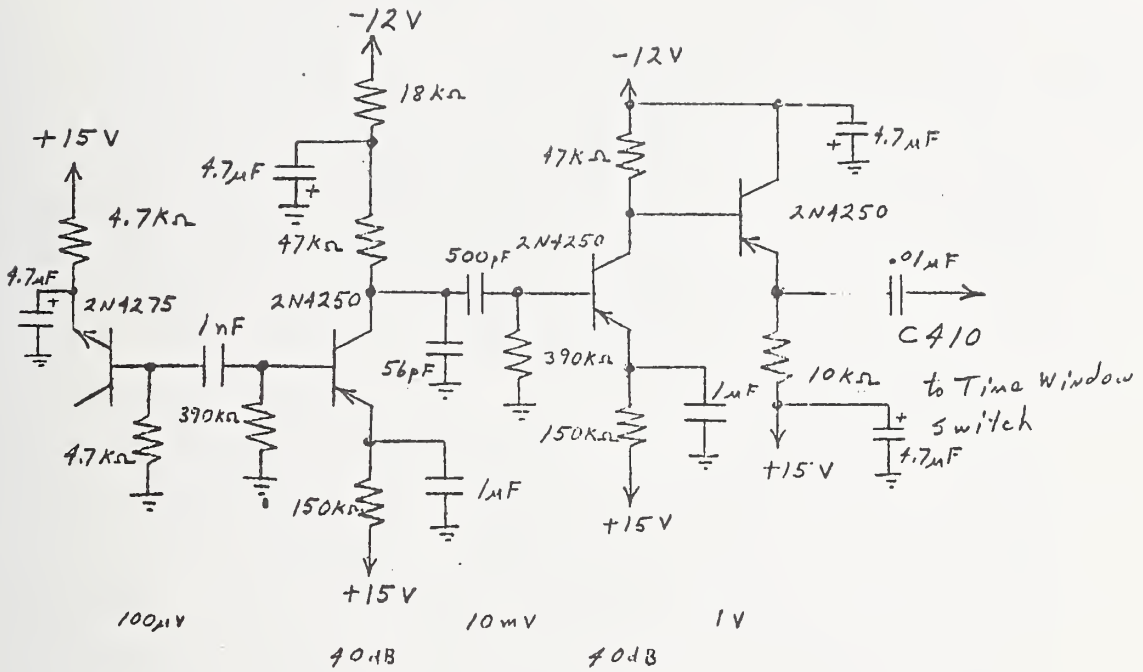 -12V
18kΩ
+15V
4.7kΩ
4.7µF
2N4275
1nF
4.7kΩ
390kΩ
4.7µF
+
47kΩ
2N4250
56pF
150kΩ
1µF
+15V
500pF
-12V
47kΩ
2N4250
390kΩ
150kΩ
1µF
+15V
4.7µF
+
2N4250
.01µF
C410
10kΩ
to Time Window
Switch
+
4.7µF
+15V
100µV
10mV
1V
40dB
40dB